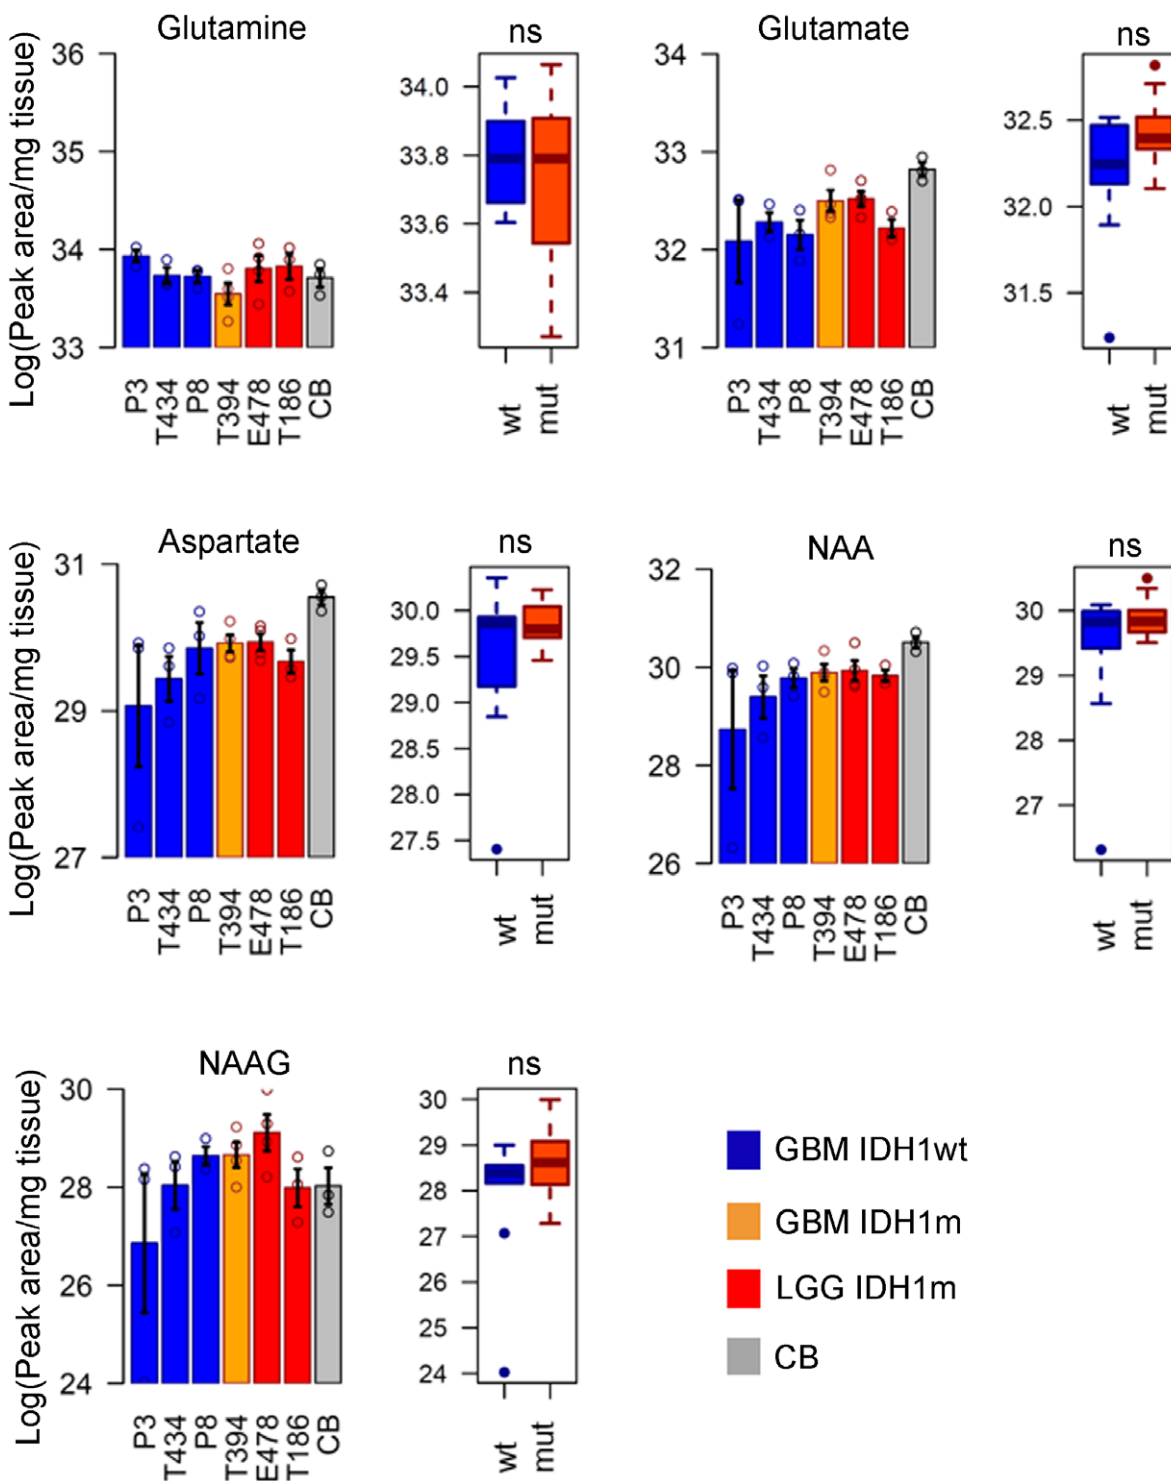 Glutamine
Log(Peak area/mg tissue)
36
35
34
33
P3
T434
P8
T394
E478
T186
CB
ns
34.0
33.8
33.6
33.4
wt
mut
Glutamate
34
33
32
31
P3
T434
P8
T394
E478
T186
CB
ns
32.5
32.0
31.5
wt
mut
Aspartate
Log(Peak area/mg tissue)
31
29
27
P3
T434
P8
T394
E478
T186
CB
ns
30.0
29.5
29.0
28.5
28.0
27.5
wt
mut
NAA
32
30
28
26
P3
T434
P8
T394
E478
T186
CB
ns
30
29
28
27
wt
mut
NAAG
Log(Peak area/mg tissue)
30
28
26
24
P3
T434
P8
T394
E478
T186
CB
ns
30
29
28
27
26
25
24
wt
mut
GBM IDH1wt
GBM IDH1m
LGG IDH1m
CB